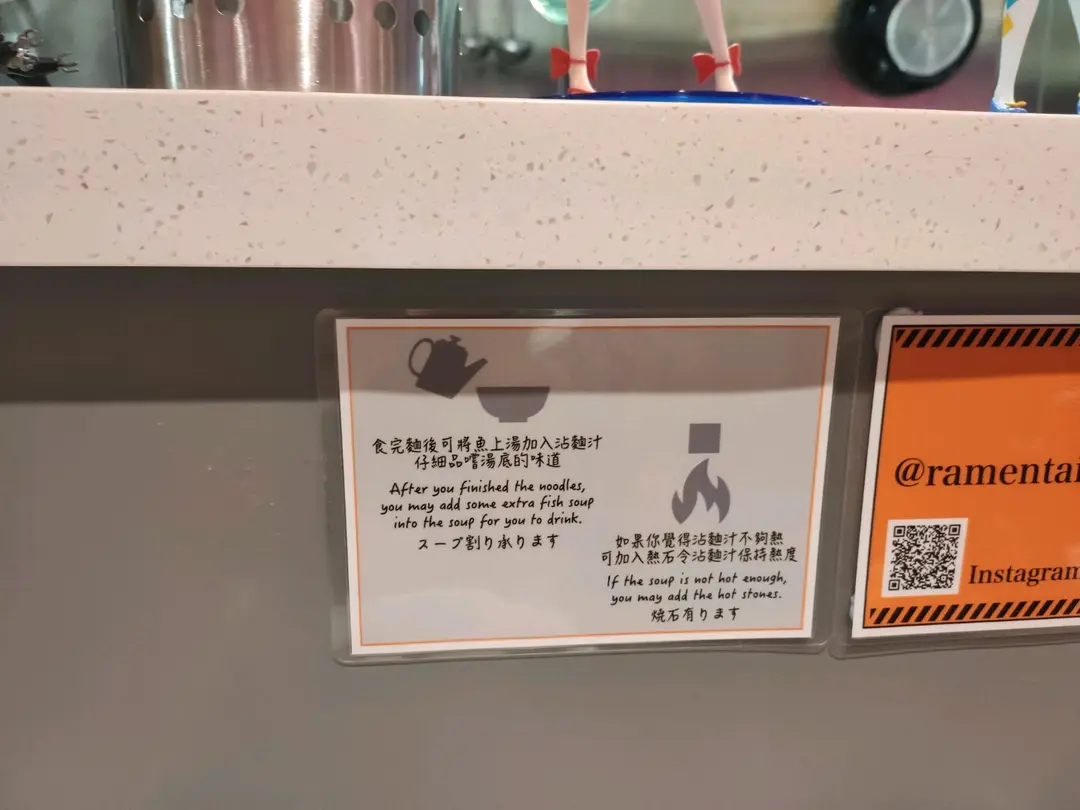 食完麵後可將魚上湯加入沾麵汁
仔細品嚐湯底的味道
After you finished the noodles,
you may add some extra fish soup
into the soup for you to drink.
スープ割り承ります
如果你覺得沾麵汁不夠熱
可加入熱石令沾麵汁保持熱度
If the soup is not hot enough,
you may add the hot stones.
焼石有ります
@ramentai
Instagram